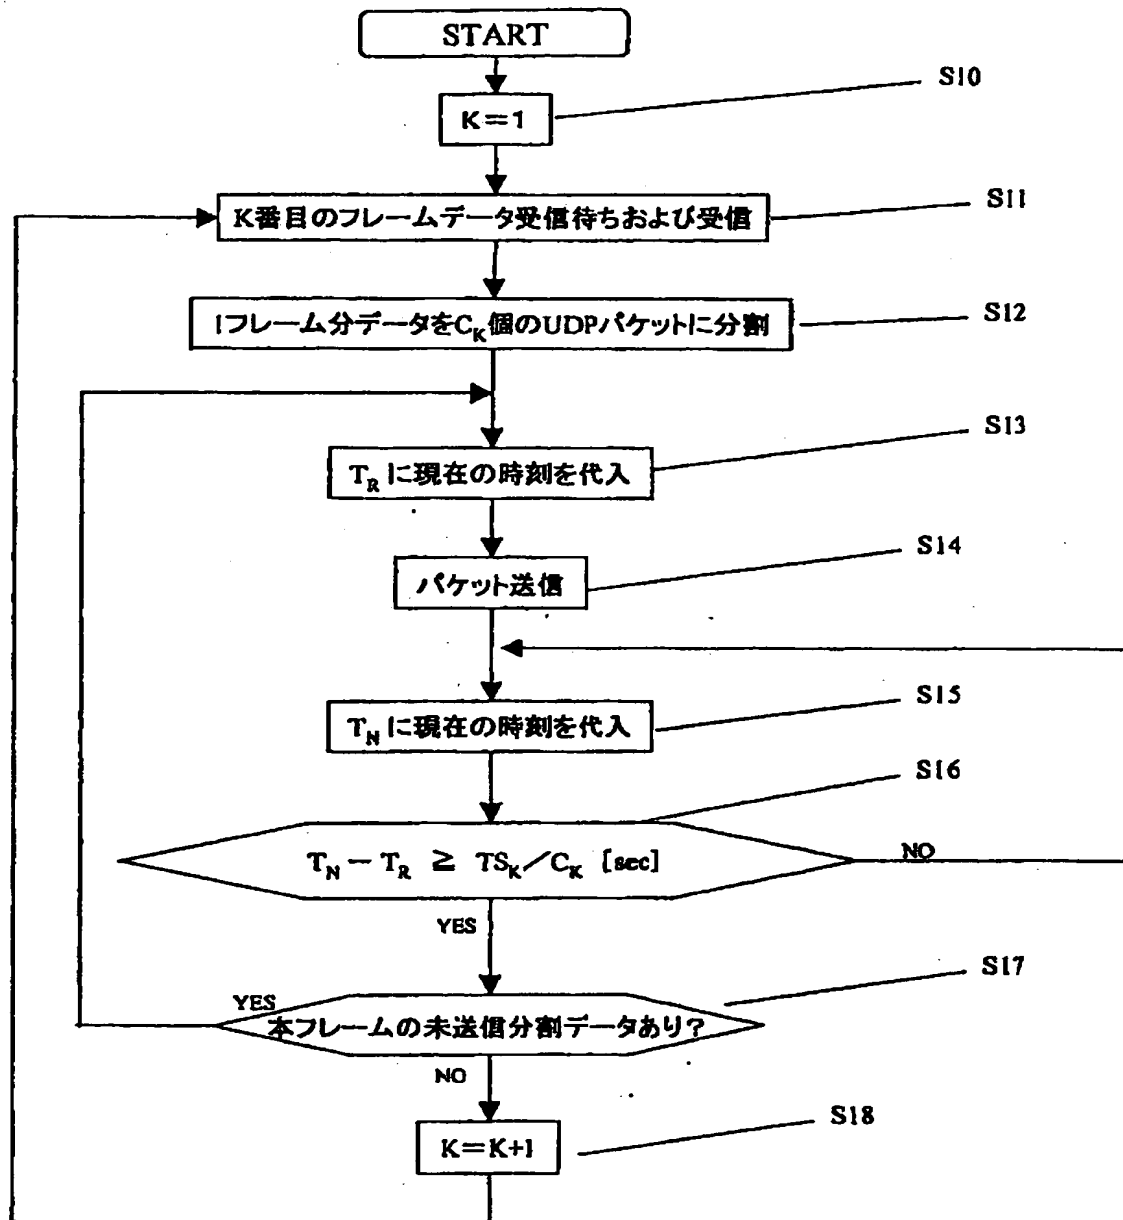 START
S10
K=1
S11
K番目のフレームデータ受信待ちおよび受信
S12
1フレーム分データをC_K個のUDPパケットに分割
S13
T_Rに現在の時刻を代入
S14
パケット送信
S15
T_Nに現在の時刻を代入
S16
T_N－T_R ≧ TS_K／C_K [sec]
NO
YES
S17
YES
本フレームの未送信分割データあり?
NO
S18
K=K+1